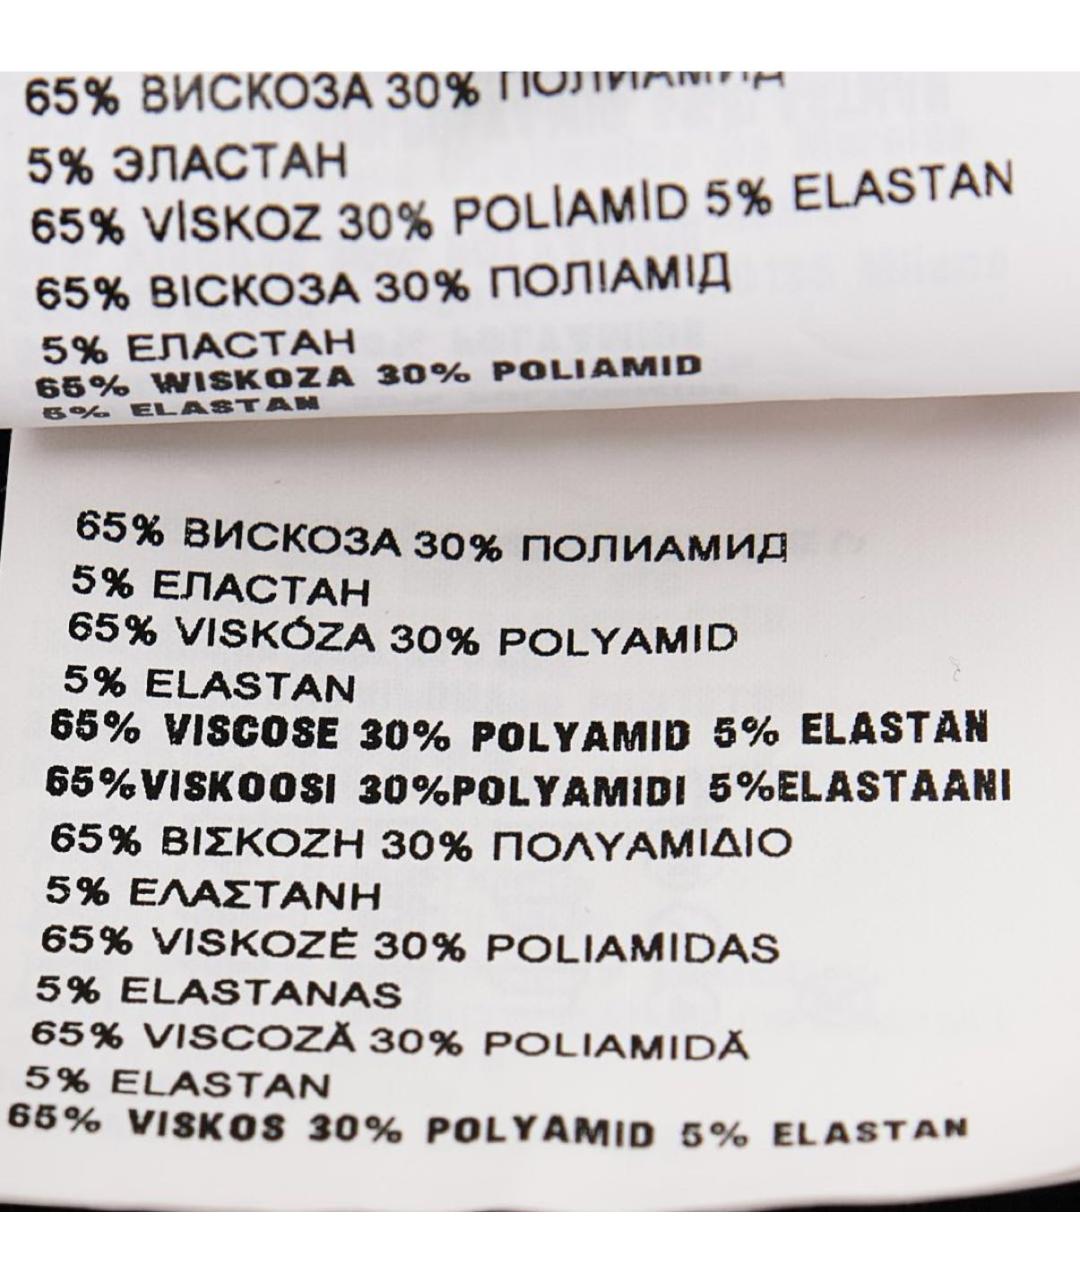 65% ВИСКОЗА 30% ПОЛИАМИД
5% ЭЛАСТАН
65% VİSKOZ 30% POLİAMİD 5% ELASTAN
65% ВІСКОЗА 30% ПОЛІАМІД
5% ЕЛАСТАН
65% WISKOZA 30% POLIAMID
5% ELASTAN
65% ВИСКОЗА 30% ПОЛИАМИД
5% ЕЛАСТАН
65% VISKÓZA 30% POLYAMID
5% ELASTAN
65% VISCOSE 30% POLYAMID 5% ELASTAN
65%VISKOOSI 30%POLYAMIDI 5%ELASTAANI
65% ΒΙΣΚΟΖΗ 30% ΠΟΛΥΑΜΙΔΙΟ
5% ΕΛΑΣΤΑΝΗ
65% VISKOZĖ 30% POLIAMIDAS
5% ELASTANAS
65% VISCOZĂ 30% POLIAMIDĂ
5% ELASTAN
65% VISKOS 30% POLYAMID 5% ELASTAN